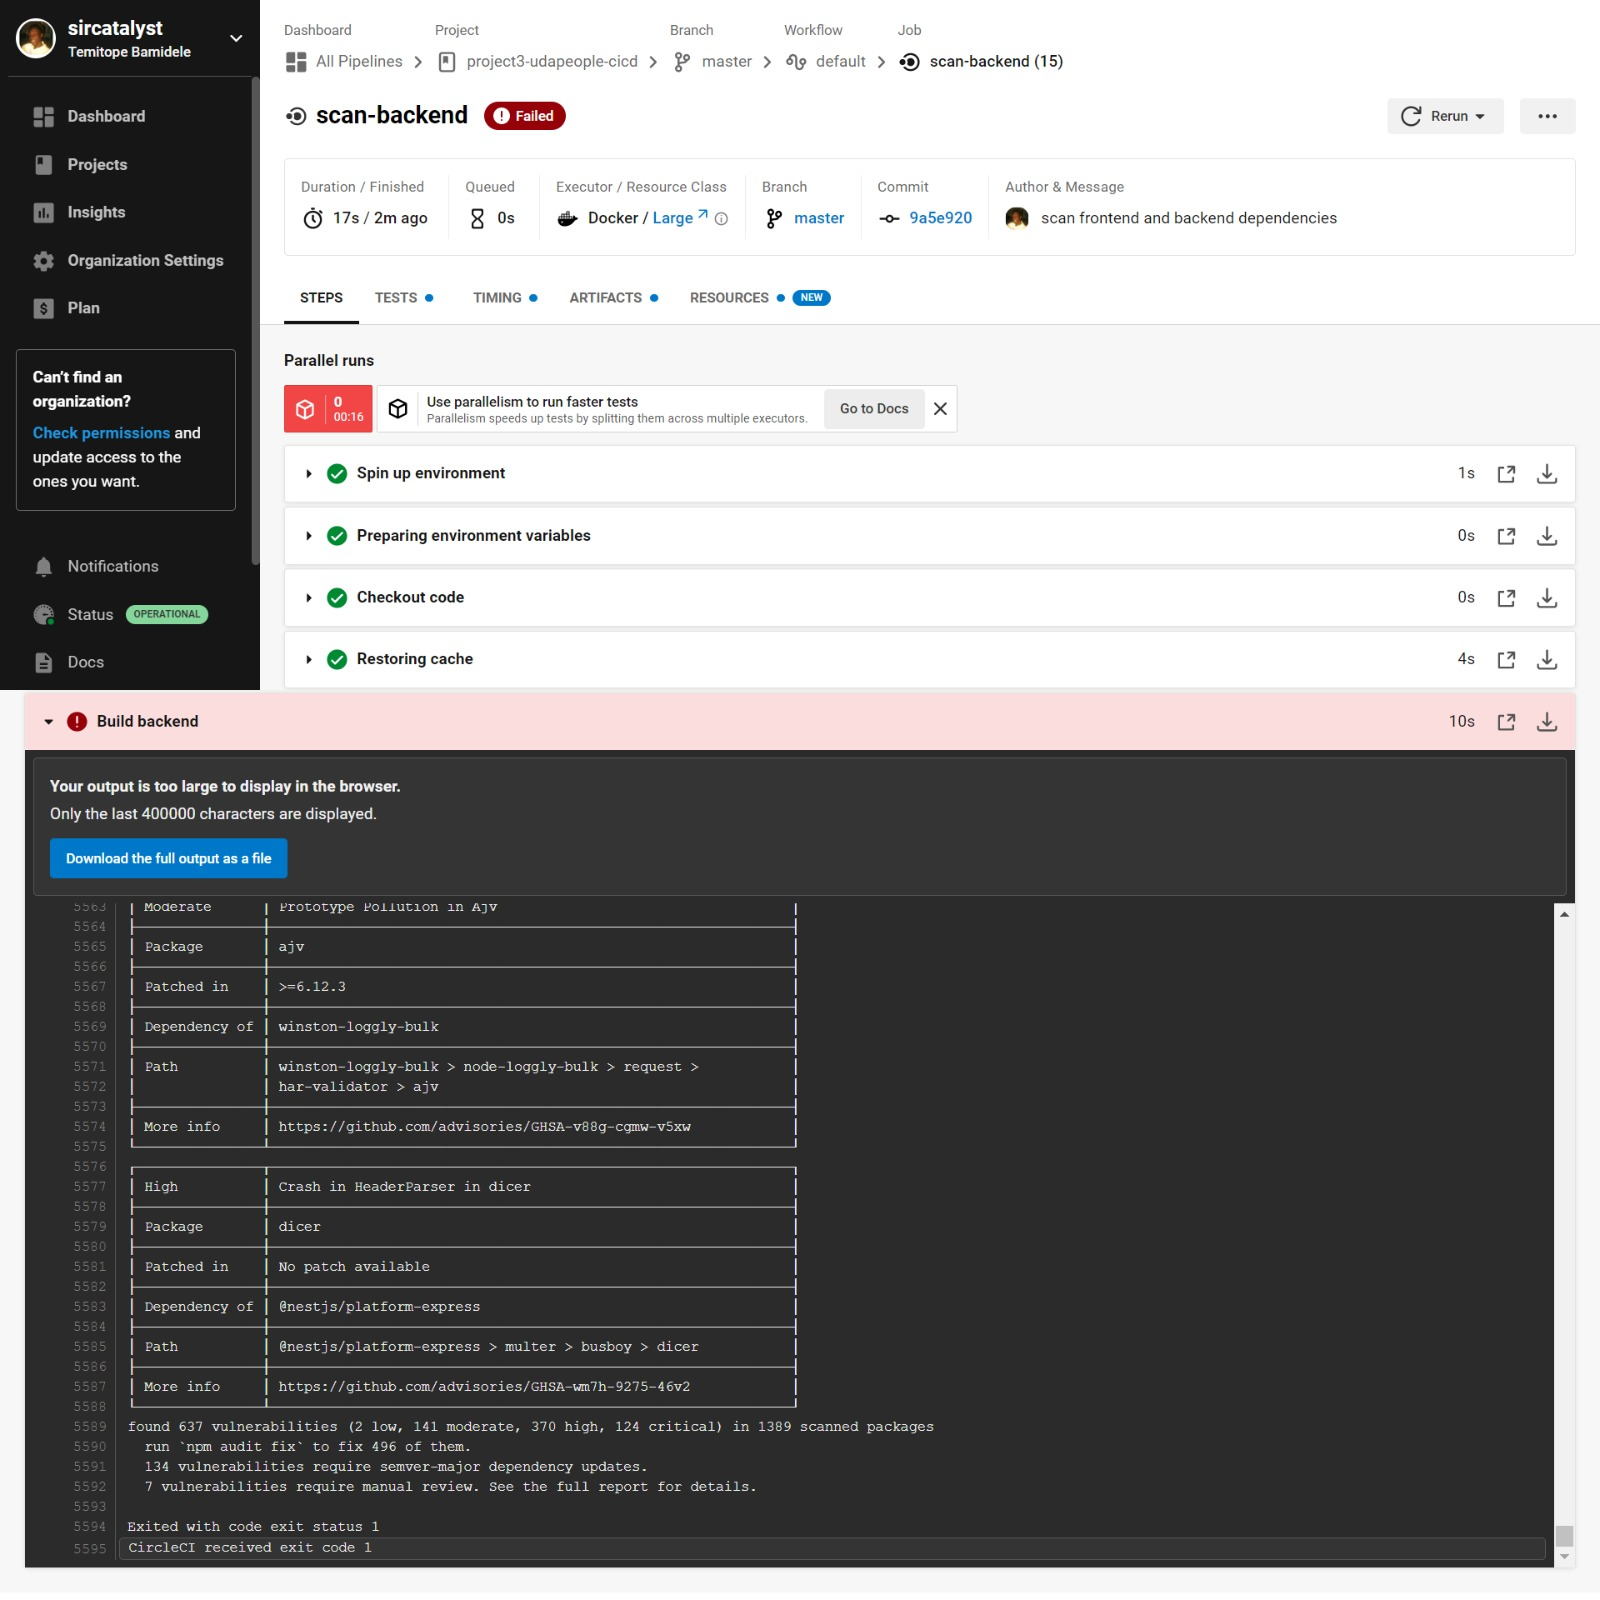 sircatalyst
Temitope Bamidele
Dashboard
Projects
Insights
Organization Settings
Plan
Can't find an
organization?
Check permissions and
update access to the
ones you want.
Notifications
Status OPERATIONAL
Docs
Dashboard Project Branch Workflow Job
All Pipelines project3-udapeople-cicd master default scan-backend (15)
scan-backend Failed
Rerun
Duration / Finished Queued Executor / Resource Class Branch Commit Author & Message
17s / 2m ago 0s Docker / Large master 9a5e920 scan frontend and backend dependencies
STEPS TESTS TIMING ARTIFACTS RESOURCES NEW
Parallel runs
0
00:16
Use parallelism to run faster tests
Parallelism speeds up tests by splitting them across multiple executors.
Go to Docs
Spin up environment 1s
Preparing environment variables 0s
Checkout code 0s
Restoring cache 4s
Build backend 10s
Your output is too large to display in the browser.
Only the last 400000 characters are displayed.
Download the full output as a file
5563 | Moderate | Prototype Pollution in Ajv |
5564
5565 | Package | ajv |
5566
5567 | Patched in | >=6.12.3 |
5568
5569 | Dependency of | winston-loggly-bulk |
5570
5571 | Path | winston-loggly-bulk > node-loggly-bulk > request > |
5572 | | har-validator > ajv |
5573
5574 | More info | https://github.com/advisories/GHSA-v88g-cgmw-v5xw |
5575
5576
5577 | High | Crash in HeaderParser in dicer |
5578
5579 | Package | dicer |
5580
5581 | Patched in | No patch available |
5582
5583 | Dependency of | @nestjs/platform-express |
5584
5585 | Path | @nestjs/platform-express > multer > busboy > dicer |
5586
5587 | More info | https://github.com/advisories/GHSA-wm7h-9275-46v2 |
5588
5589 found 637 vulnerabilities (2 low, 141 moderate, 370 high, 124 critical) in 1389 scanned packages
5590 run `npm audit fix` to fix 496 of them.
5591 134 vulnerabilities require semver-major dependency updates.
5592 7 vulnerabilities require manual review. See the full report for details.
5593
5594 Exited with code exit status 1
5595 CircleCI received exit code 1